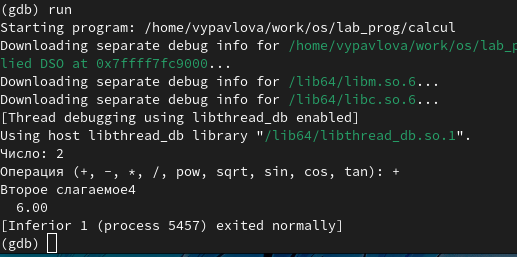 (gdb) run
Starting program: /home/vypavlova/work/os/lab_prog/calcul
Downloading separate debug info for /home/vypavlova/work/os/lab_p
lied DSO at 0x7ffff7fc9000...
Downloading separate debug info for /lib64/libm.so.6...
Downloading separate debug info for /lib64/libc.so.6...
[Thread debugging using libthread_db enabled]
Using host libthread_db library "/lib64/libthread_db.so.1".
Число: 2
Операция (+, -, *, /, pow, sqrt, sin, cos, tan): +
Второе слагаемое4
  6.00
[Inferior 1 (process 5457) exited normally]
(gdb)